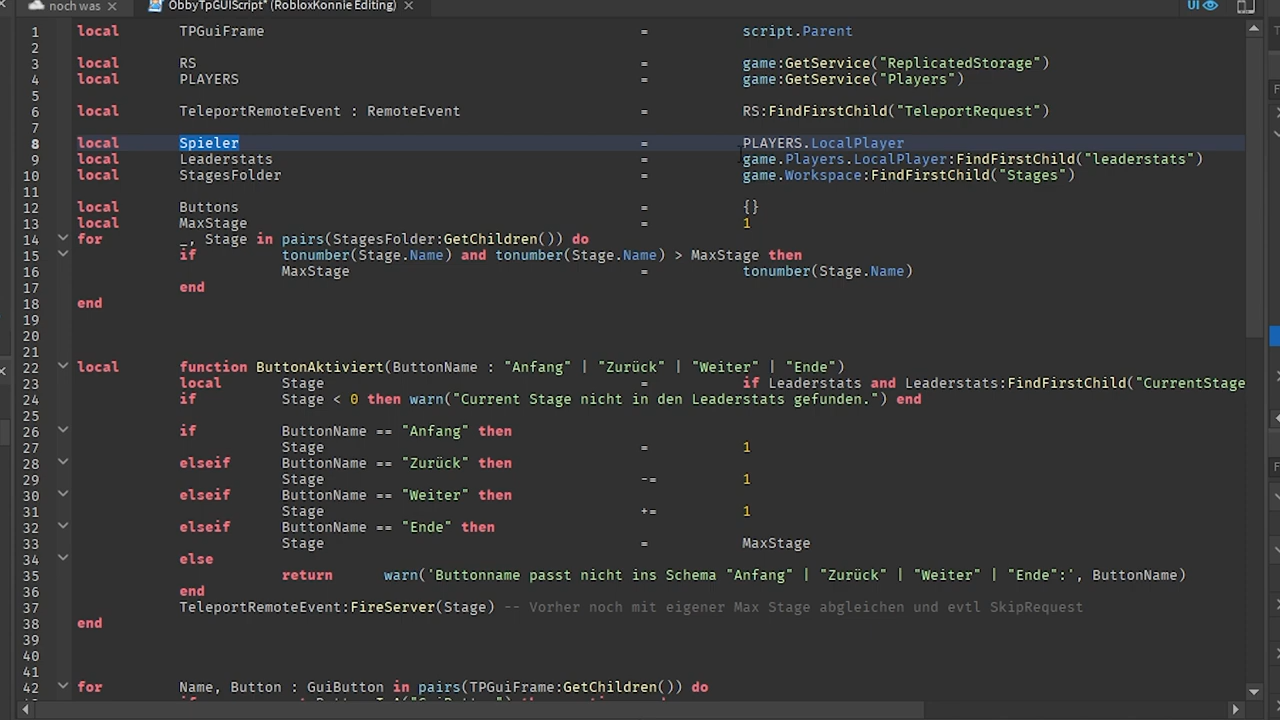 noch was × ObbyTpGUIScript* (RobloxKonnie Editing) × UI
1 local TPGuiFrame = script.Parent
2
3 local RS = game:GetService("ReplicatedStorage")
4 local PLAYERS = game:GetService("Players")
5
6 local TeleportRemoteEvent : RemoteEvent = RS:FindFirstChild("TeleportRequest")
7
8 local Spieler = PLAYERS.LocalPlayer
9 local Leaderstats = game.Players.LocalPlayer:FindFirstChild("leaderstats")
10 local StagesFolder = game.Workspace:FindFirstChild("Stages")
11
12 local Buttons = {}
13 local MaxStage = 1
14 for _, Stage in pairs(StagesFolder:GetChildren()) do
15 if tonumber(Stage.Name) and tonumber(Stage.Name) > MaxStage then
16 MaxStage = tonumber(Stage.Name)
17 end
18 end
19
20
21
22 local function ButtonAktiviert(ButtonName : "Anfang" | "Zurück" | "Weiter" | "Ende")
23 local Stage = if Leaderstats and Leaderstats:FindFirstChild("CurrentStage
24 if Stage < 0 then warn("Current Stage nicht in den Leaderstats gefunden.") end
25
26 if ButtonName == "Anfang" then
27 Stage = 1
28 elseif ButtonName == "Zurück" then
29 Stage -= 1
30 elseif ButtonName == "Weiter" then
31 Stage += 1
32 elseif ButtonName == "Ende" then
33 Stage = MaxStage
34 else
35 return warn('Buttonname passt nicht ins Schema "Anfang" | "Zurück" | "Weiter" | "Ende":', ButtonName)
36 end
37 TeleportRemoteEvent:FireServer(Stage) -- Vorher noch mit eigener Max Stage abgleichen und evtl SkipRequest
38 end
39
40
41
42 for Name, Button : GuiButton in pairs(TPGuiFrame:GetChildren()) do